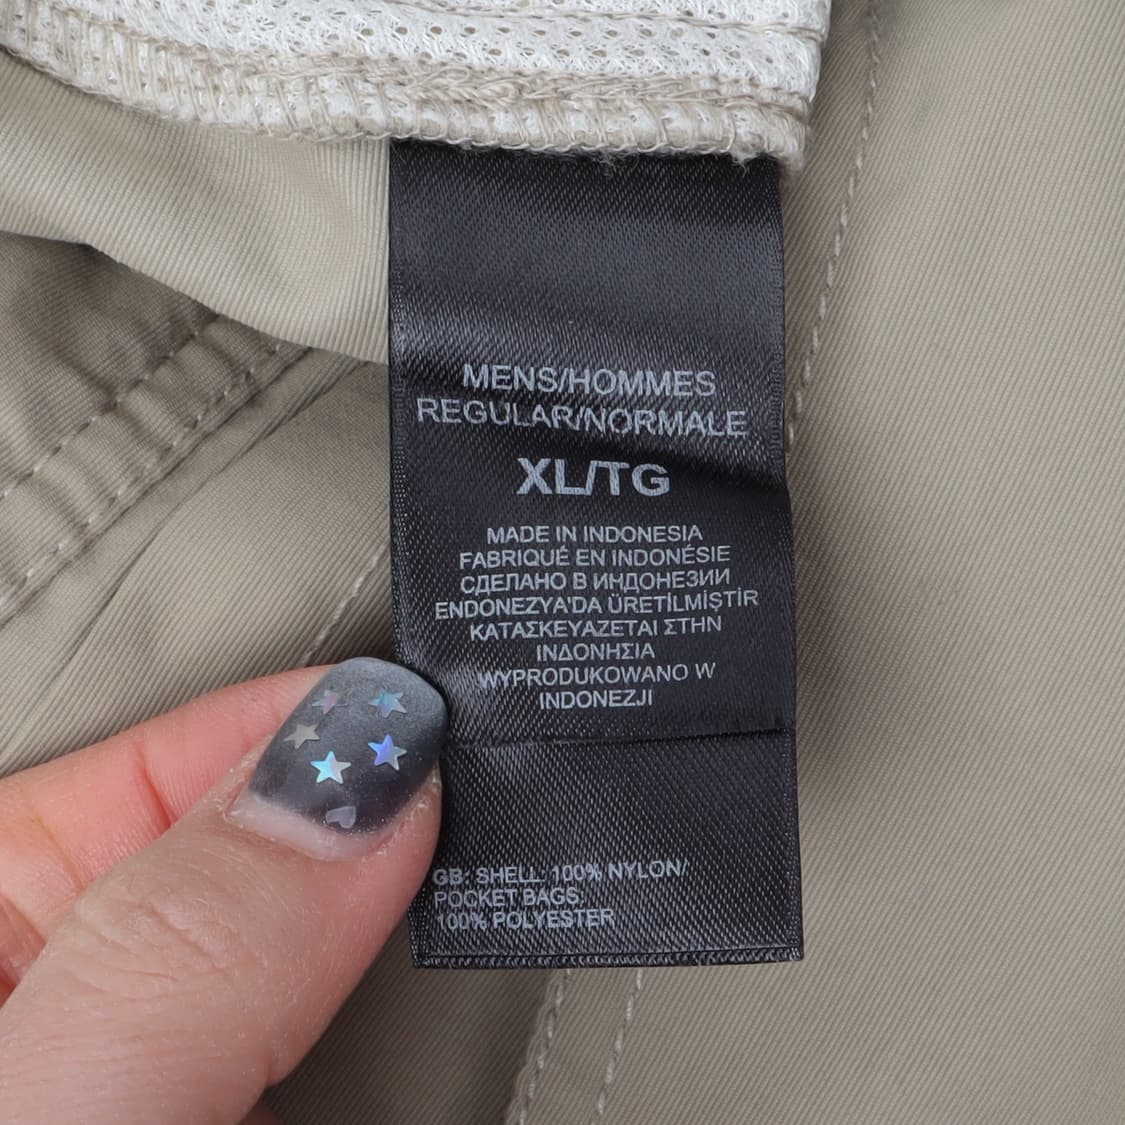 MENS/HOMMES
REGULAR/NORMALE
XL/TG
MADE IN INDONESIA
FABRIQUÉ EN INDONÉSIE
СДЕЛАНО В ИНДОНЕЗИИ
ENDONEZYA'DA ÜRETİLMİŞTİR
ΚΑΤΑΣΚΕΥΑΖΕΤΑΙ ΣΤΗΝ
ΙΝΔΟΝΗΣΙΑ
WYPRODUKOWANO W
INDONEZJI
GB: SHELL: 100% NYLON/
POCKET BAGS:
100% POLYESTER